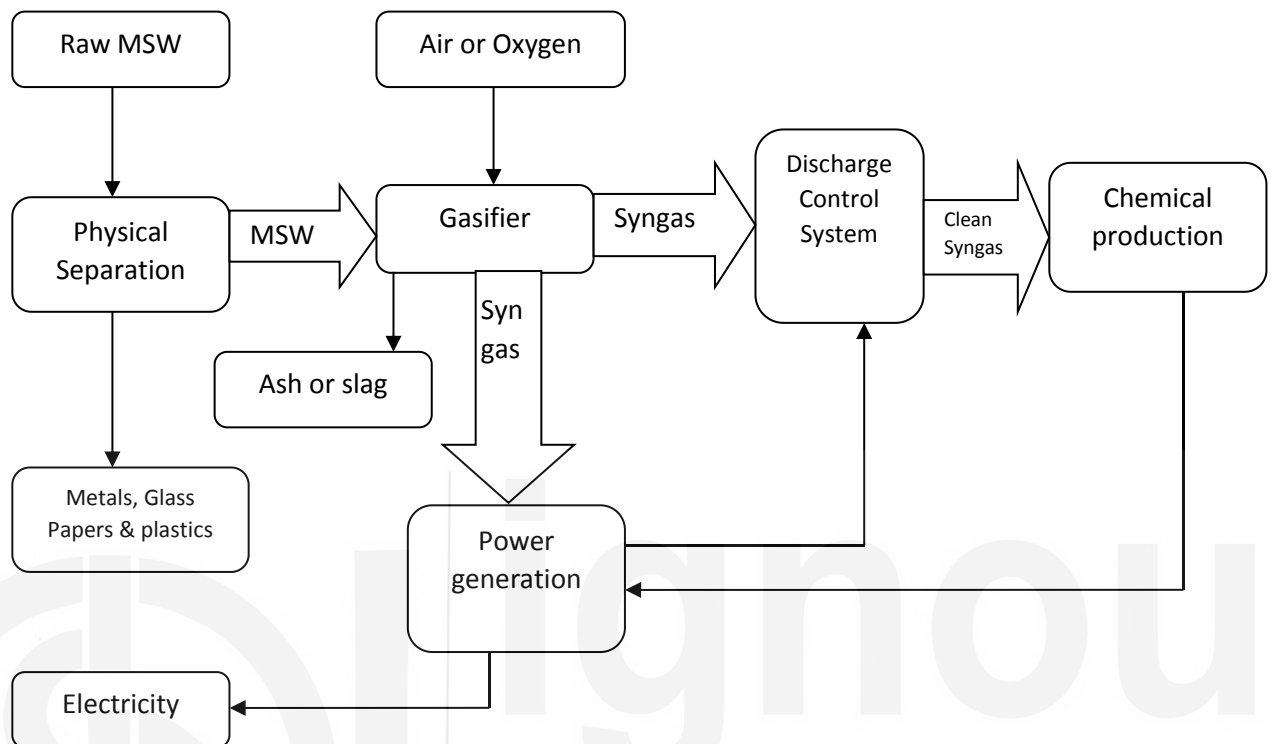 Raw MSW
Air or Oxygen
Discharge
Control
System
Physical
Separation
MSW
Gasifier
Syngas
Clean
Syngas
Chemical
production
Syn
gas
Ash or slag
Metals, Glass
Papers & plastics
Power
generation
Electricity
ignou